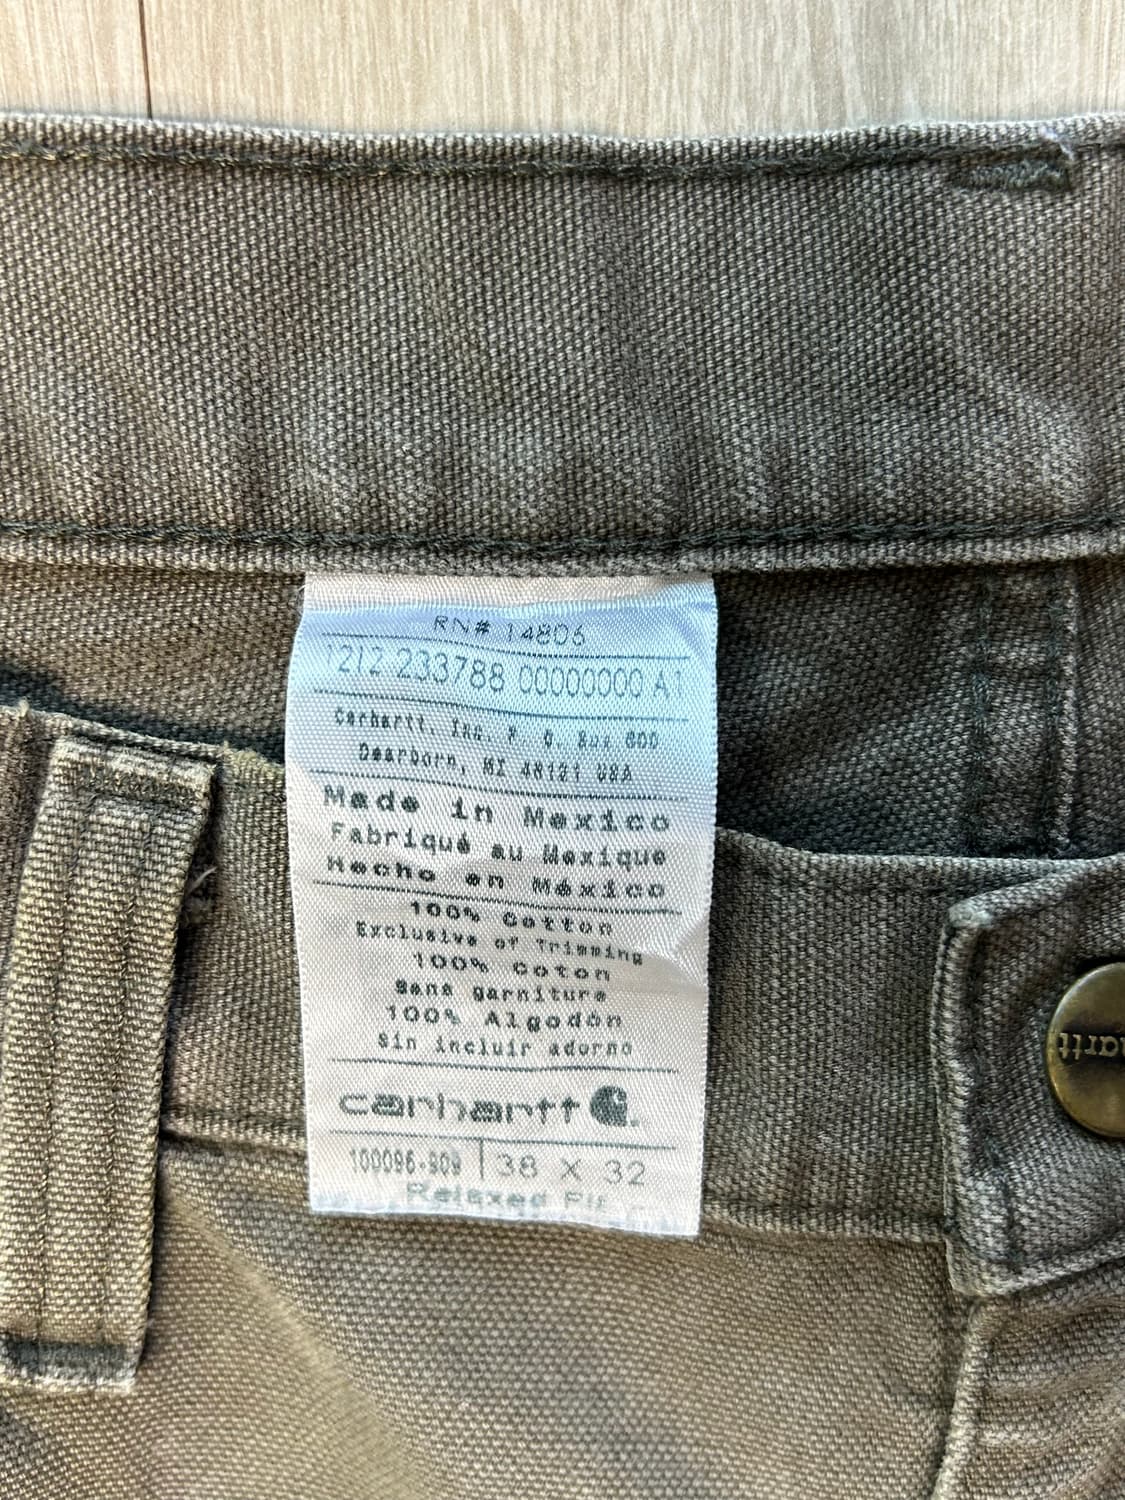 RN# 14806
1212 233788 00000000 A1
Carhartt, Inc. P. O. Box 600
Dearborn, MI 48121 USA
Made in Mexico
Fabriqué au Mexique
Hecho en México
100% Cotton
Exclusive of Trimming
100% coton
Sans garniture
100% Algodón
Sin incluir adorno
carhartt
100096-909 38 X 32
Relaxed Fit